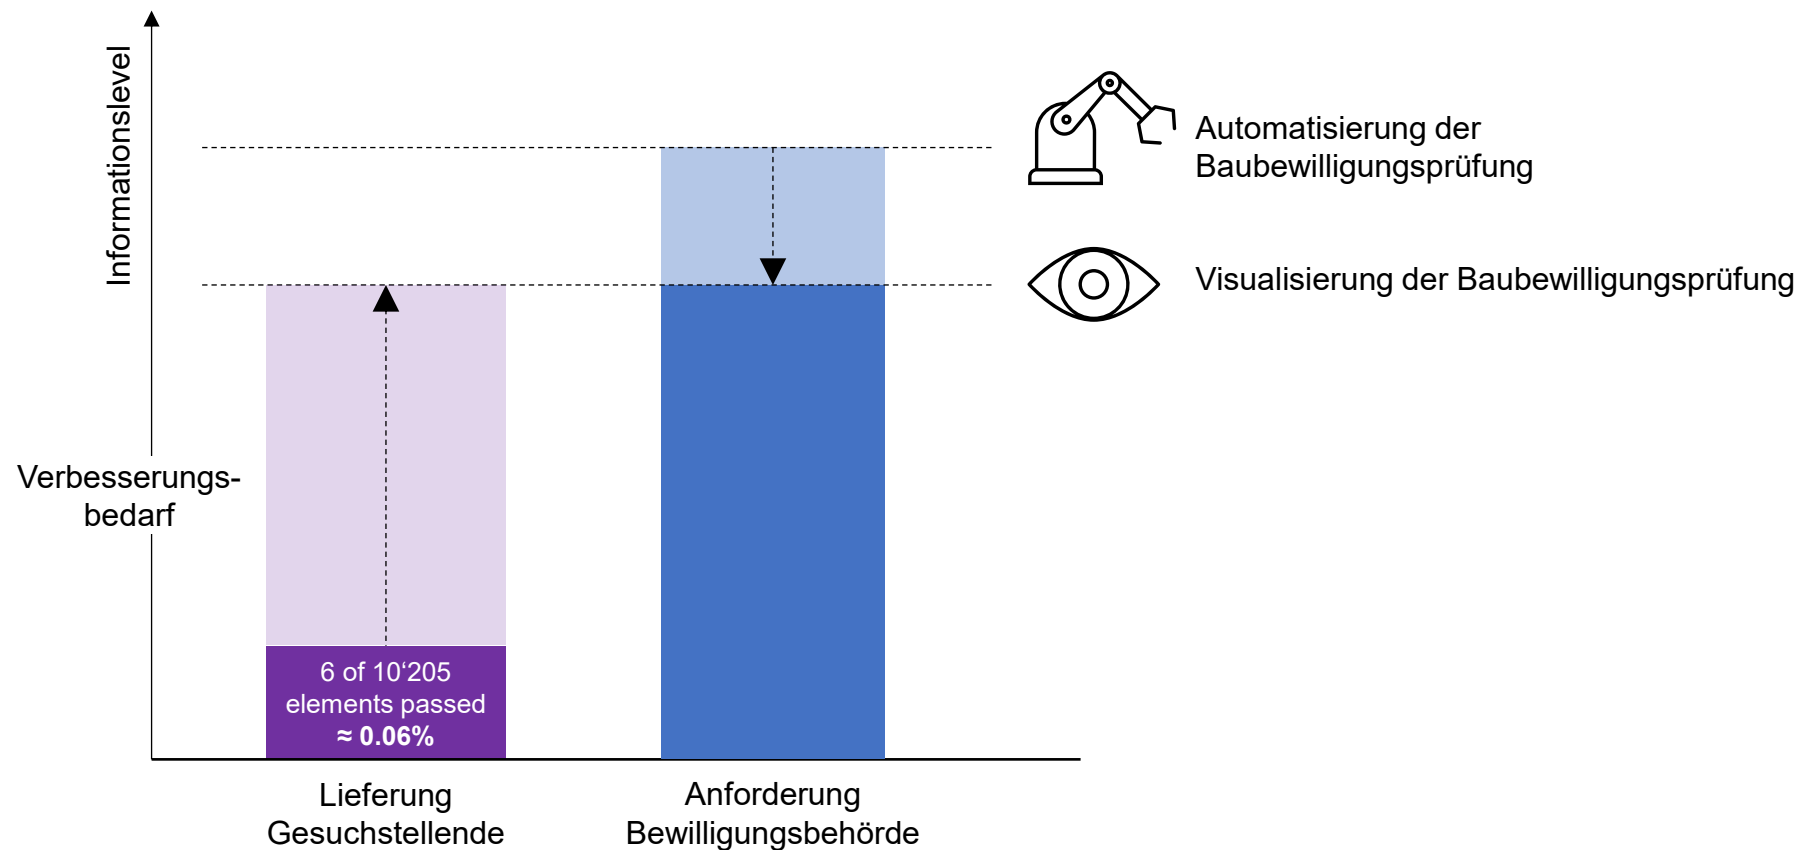 Informationslevel
Automatisierung der
Baubewilligungsprüfung
Visualisierung der Baubewilligungsprüfung
Verbesserungs-
bedarf
6 of 10‘205
elements passed
≈ 0.06%
Lieferung
Gesuchstellende
Anforderung
Bewilligungsbehörde